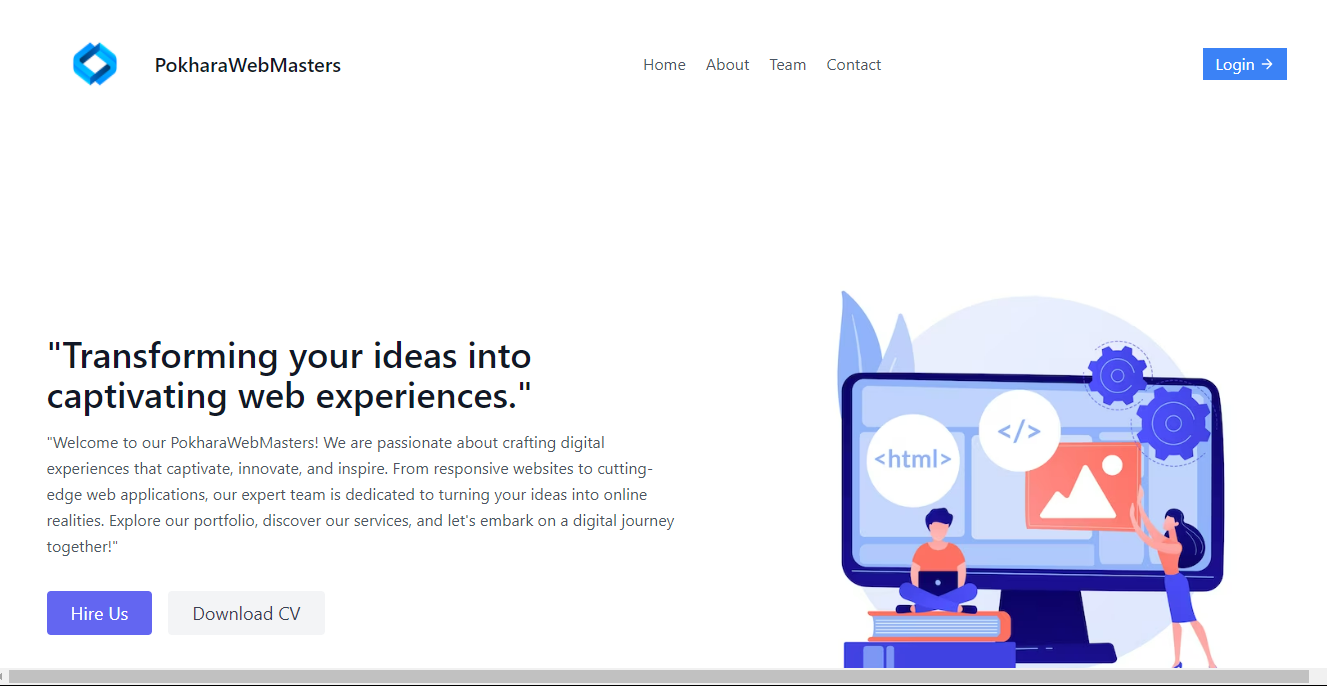 PokharaWebMasters
Home About Team Contact
Login →
"Transforming your ideas into
captivating web experiences."
"Welcome to our PokharaWebMasters! We are passionate about crafting digital
experiences that captivate, innovate, and inspire. From responsive websites to cutting-
edge web applications, our expert team is dedicated to turning your ideas into online
realities. Explore our portfolio, discover our services, and let's embark on a digital journey
together!"
Hire Us Download CV
</>
<html>